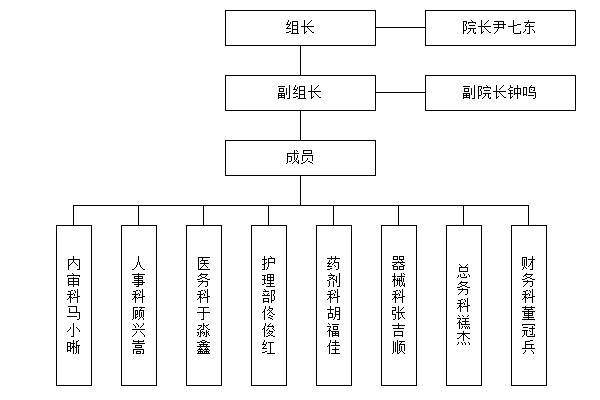 组长
院长尹七东
副组长
副院长钟鸣
成员
内审科马小晰
人事科顾兴嵩
医务科于淼鑫
护理部佟俊红
药剂科胡福佳
器械科张吉顺
总务科禚杰
财务科董冠兵